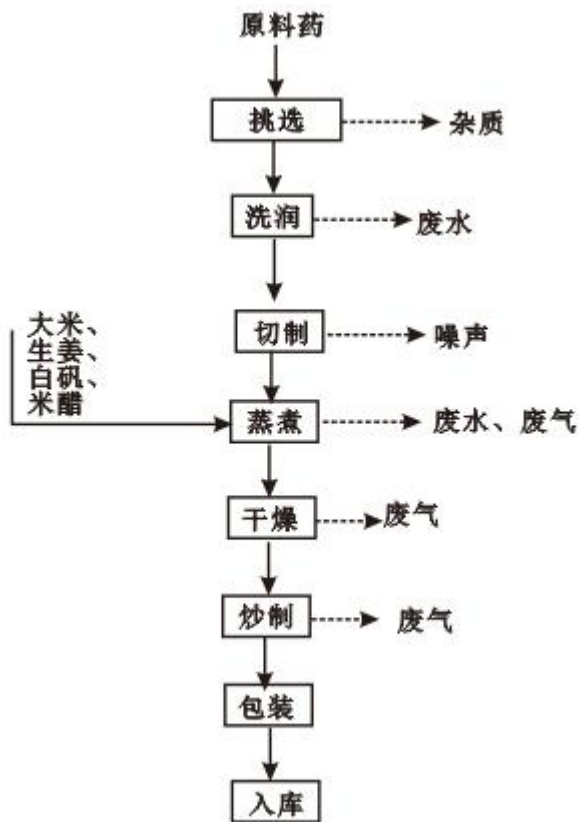 原料药
挑选
杂质
洗润
废水
大米、
生姜、
白矾、
米醋
切制
噪声
蒸煮
废水、废气
干燥
废气
炒制
废气
包装
入库